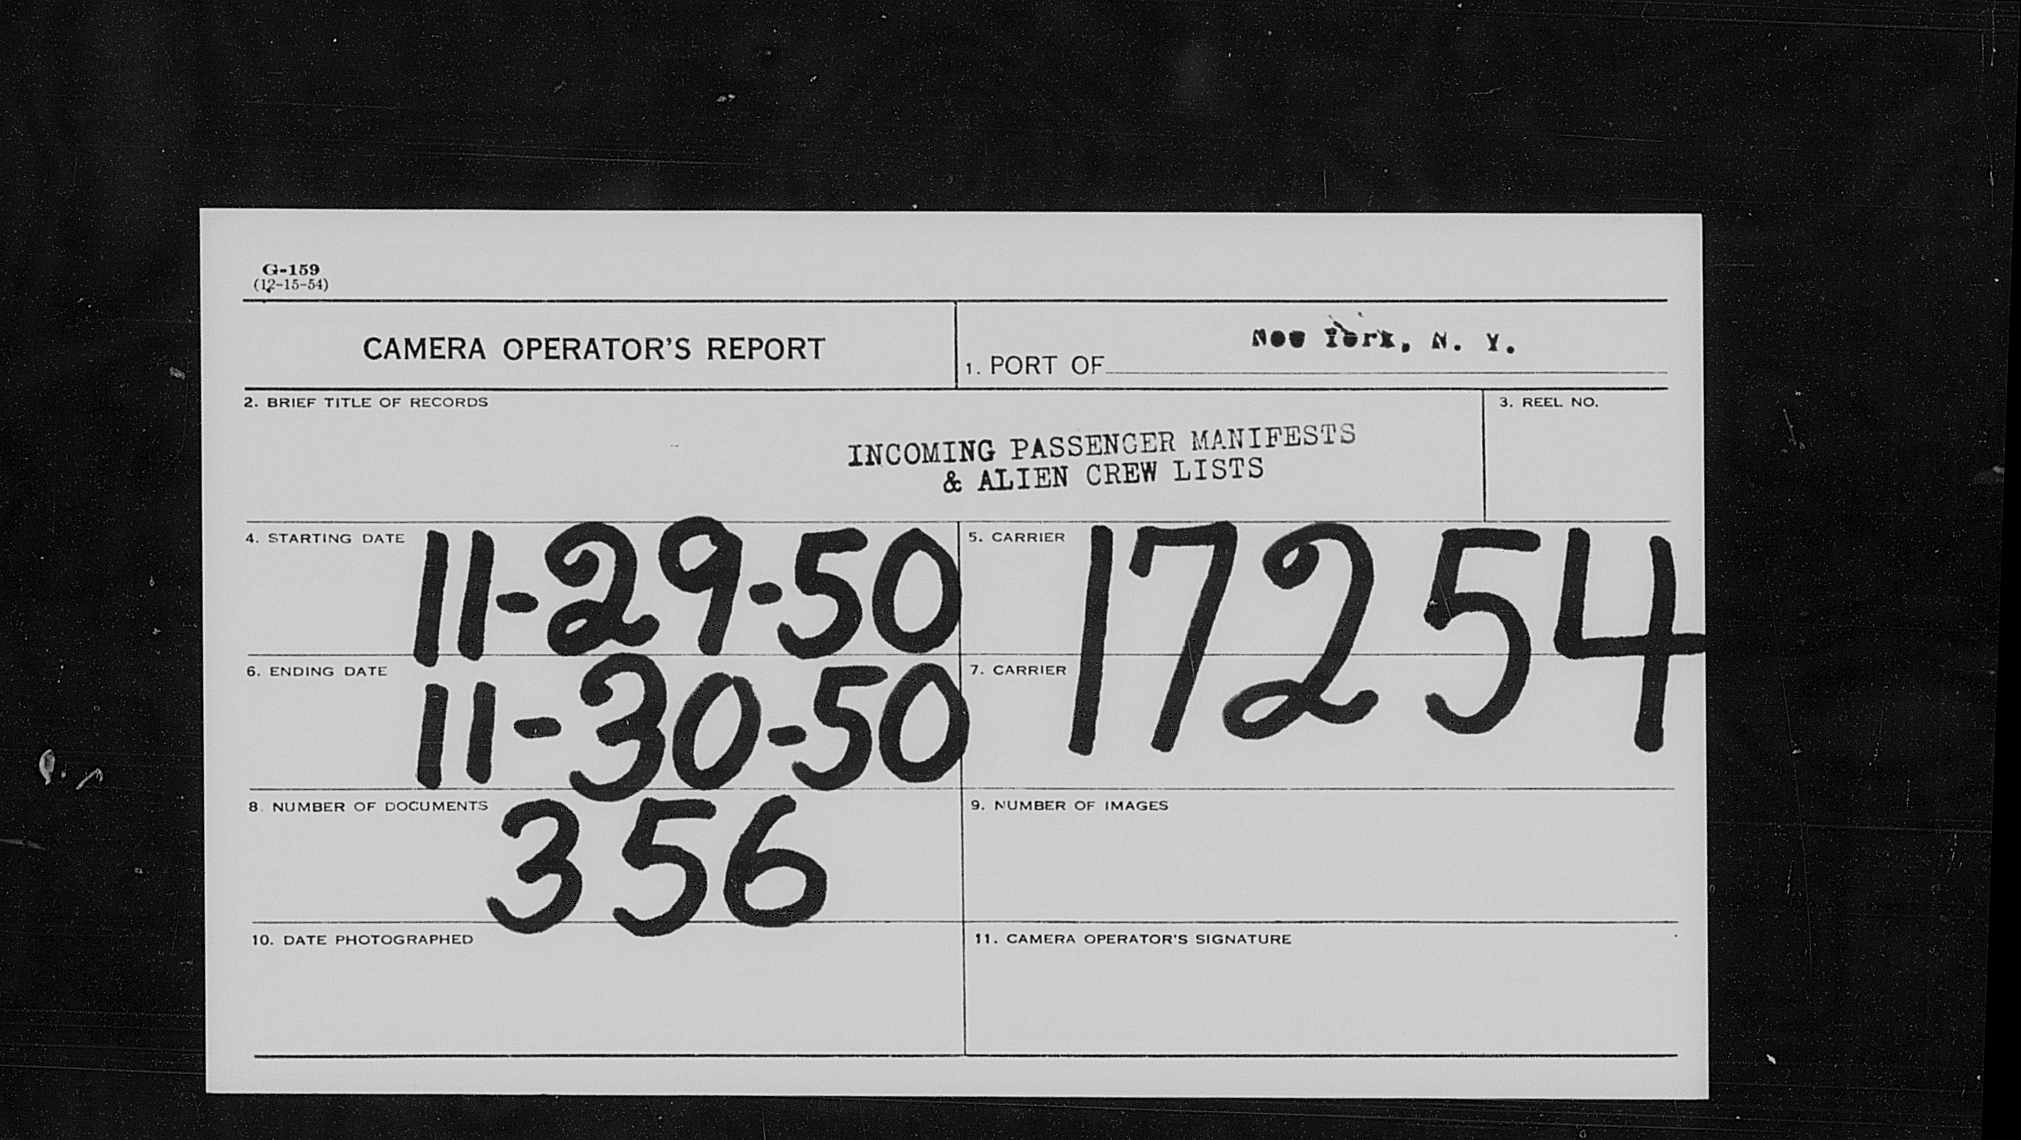 G-159
(12-15-54)
CAMERA OPERATOR'S REPORT
1. PORT OF New York, N. Y.
2. BRIEF TITLE OF RECORDS
INCOMING PASSENGER MANIFESTS
& ALIEN CREW LISTS
3. REEL NO.
4. STARTING DATE 11-29-50
5. CARRIER 17254
6. ENDING DATE 11-30-50
7. CARRIER
8. NUMBER OF DOCUMENTS 356
9. NUMBER OF IMAGES
10. DATE PHOTOGRAPHED
11. CAMERA OPERATOR'S SIGNATURE